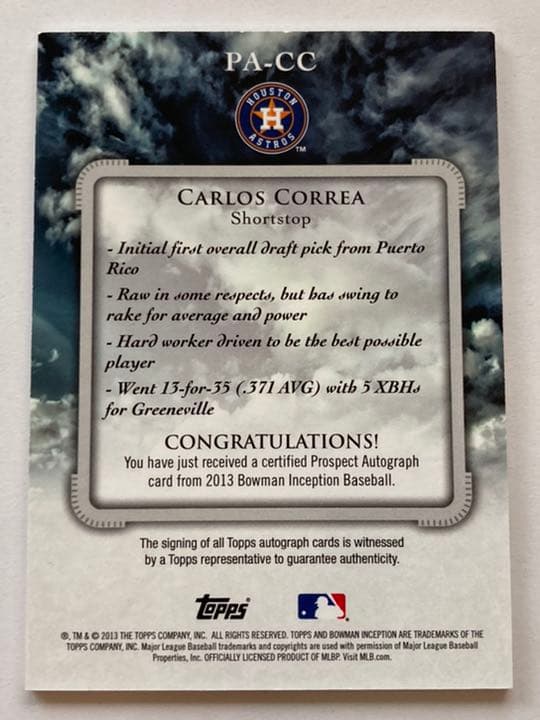 PA-CC
HOUSTON
H
ASTROS
TM
CARLOS CORREA
Shortstop
- Initial first overall draft pick from Puerto
Rico
- Raw in some respects, but has swing to
rake for average and power
- Hard worker driven to be the best possible
player
- Went 13-for-35 (.371 AVG) with 5 XBHs
for Greeneville
CONGRATULATIONS!
You have just received a certified Prospect Autograph
card from 2013 Bowman Inception Baseball.
The signing of all Topps autograph cards is witnessed
by a Topps representative to guarantee authenticity.
Topps
®, TM & © 2013 THE TOPPS COMPANY, INC. ALL RIGHTS RESERVED. TOPPS AND BOWMAN INCEPTION ARE TRADEMARKS OF THE
TOPPS COMPANY, INC. Major League Baseball trademarks and copyrights are used with permission of Major League Baseball
Properties, Inc. OFFICIALLY LICENSED PRODUCT OF MLBP. Visit MLB.com.